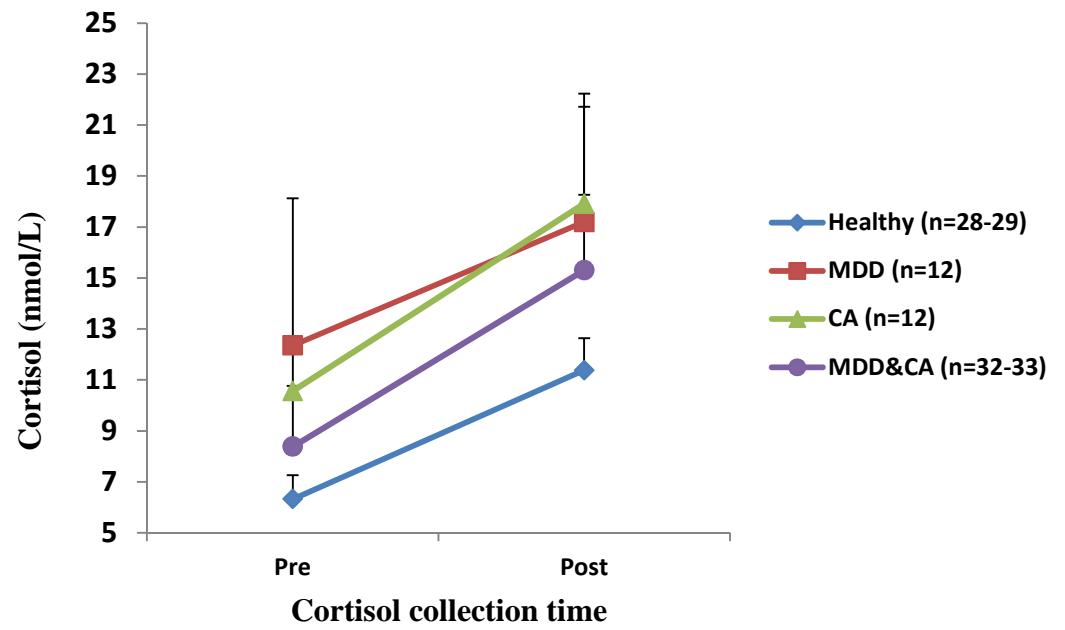 25
23
21
19
17
15
13
11
9
7
5
Cortisol (nmol/L)
Pre
Post
Cortisol collection time
Healthy (n=28-29)
MDD (n=12)
CA (n=12)
MDD&CA (n=32-33)